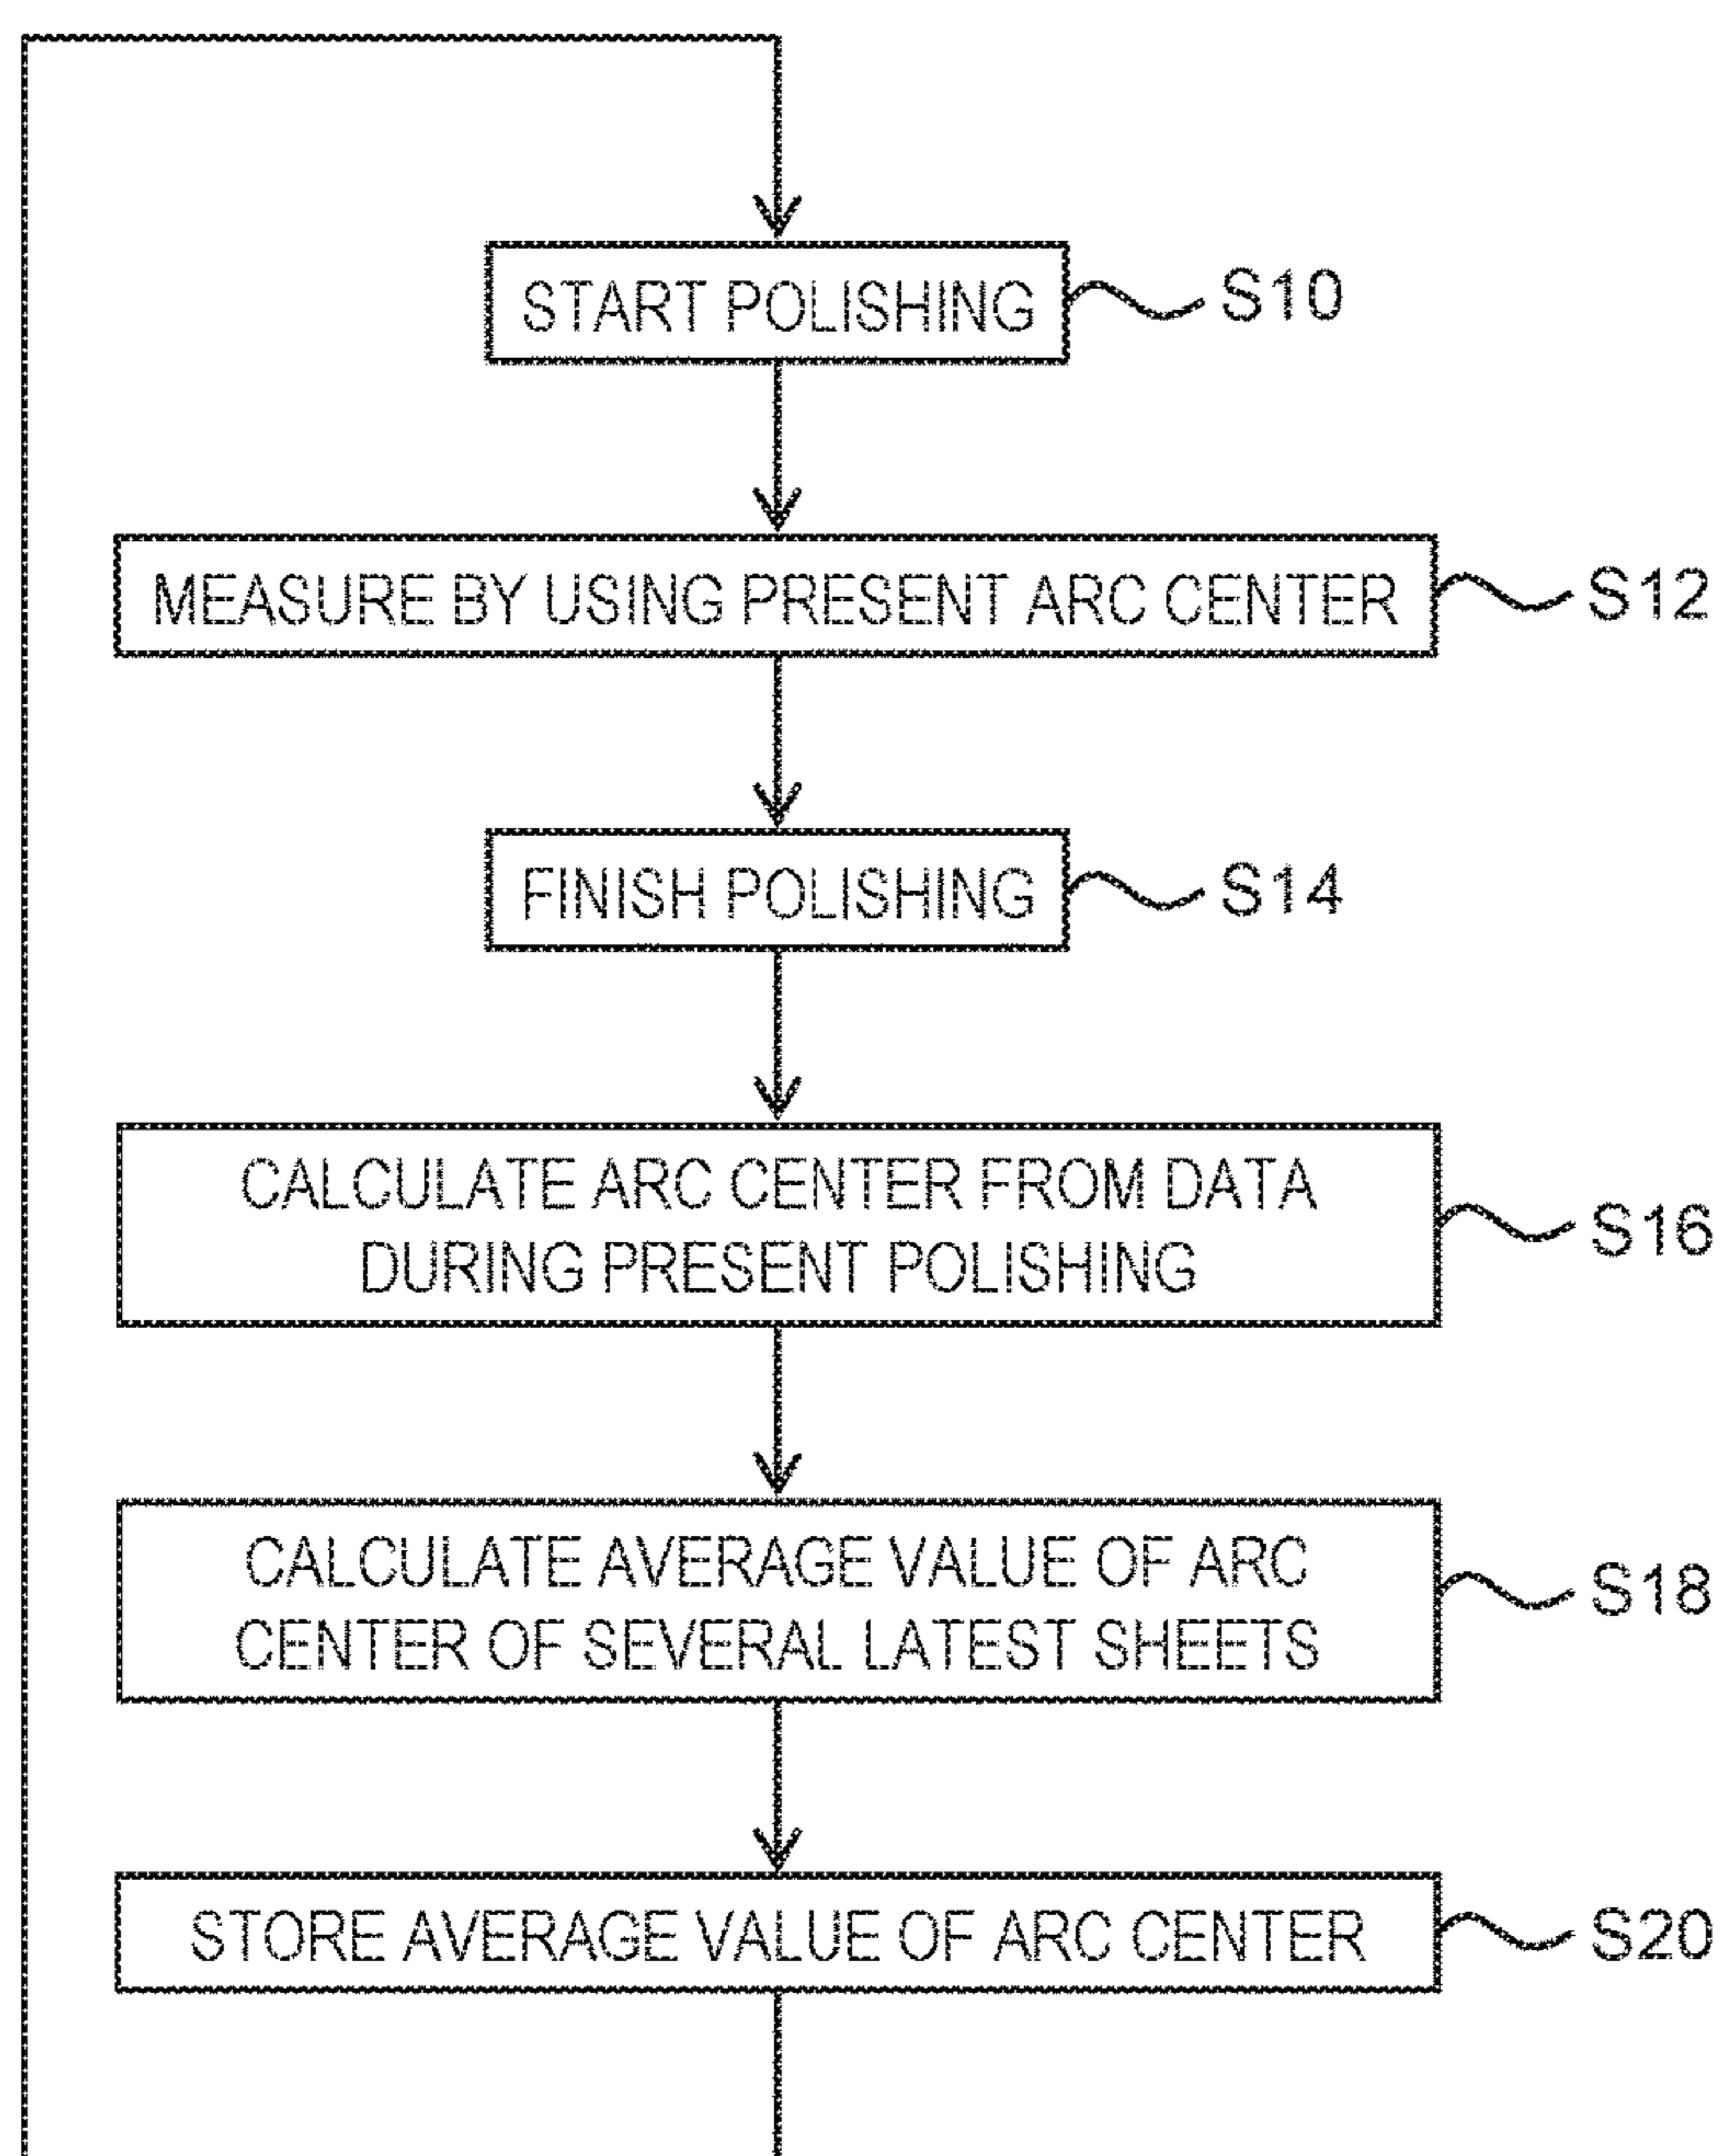 START POLISHING
S10
MEASURE BY USING PRESENT ARC CENTER
S12
FINISH POLISHING
S14
CALCULATE ARC CENTER FROM DATA
DURING PRESENT POLISHING
S16
CALCULATE AVERAGE VALUE OF ARC
CENTER OF SEVERAL LATEST SHEETS
S18
STORE AVERAGE VALUE OF ARC CENTER
S20